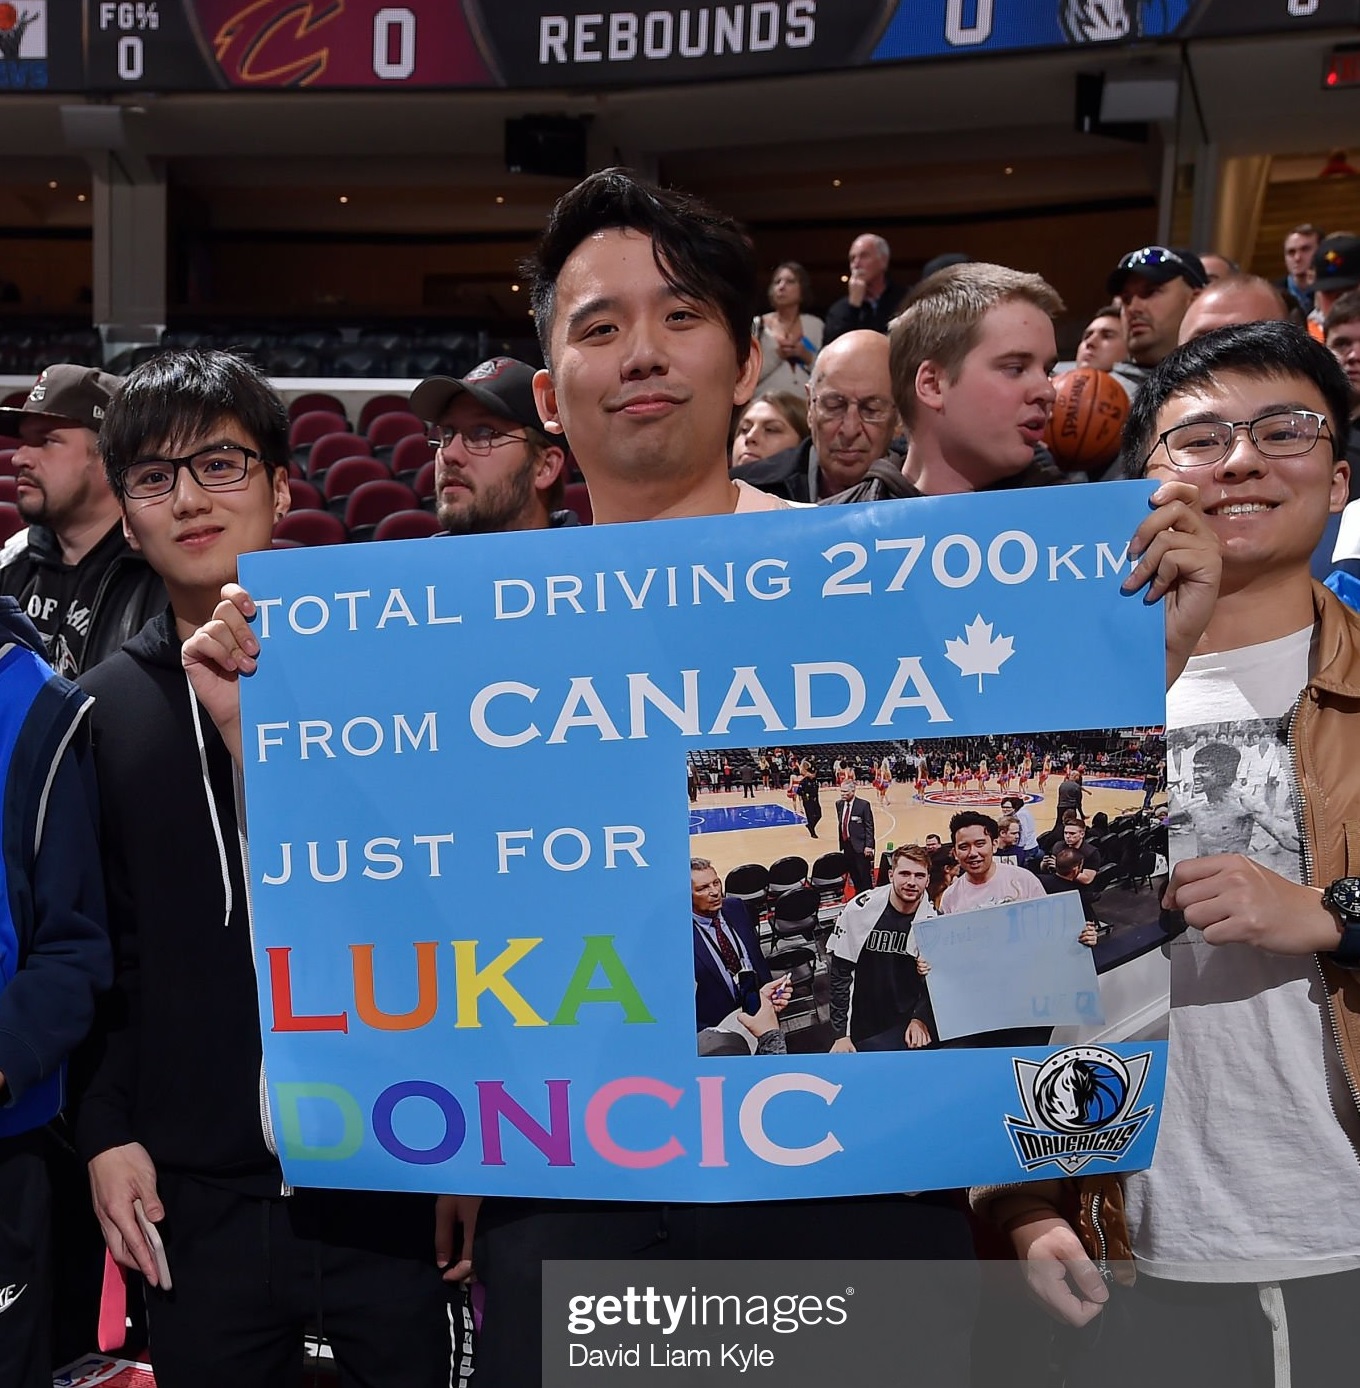 FG%
0
0
REBOUNDS
0
SPALDING
TOTAL DRIVING 2700KM
FROM CANADA
JUST FOR
LUKA
DONCIC
DALLAS
MAVERICKS
gettyimages®
David Liam Kyle